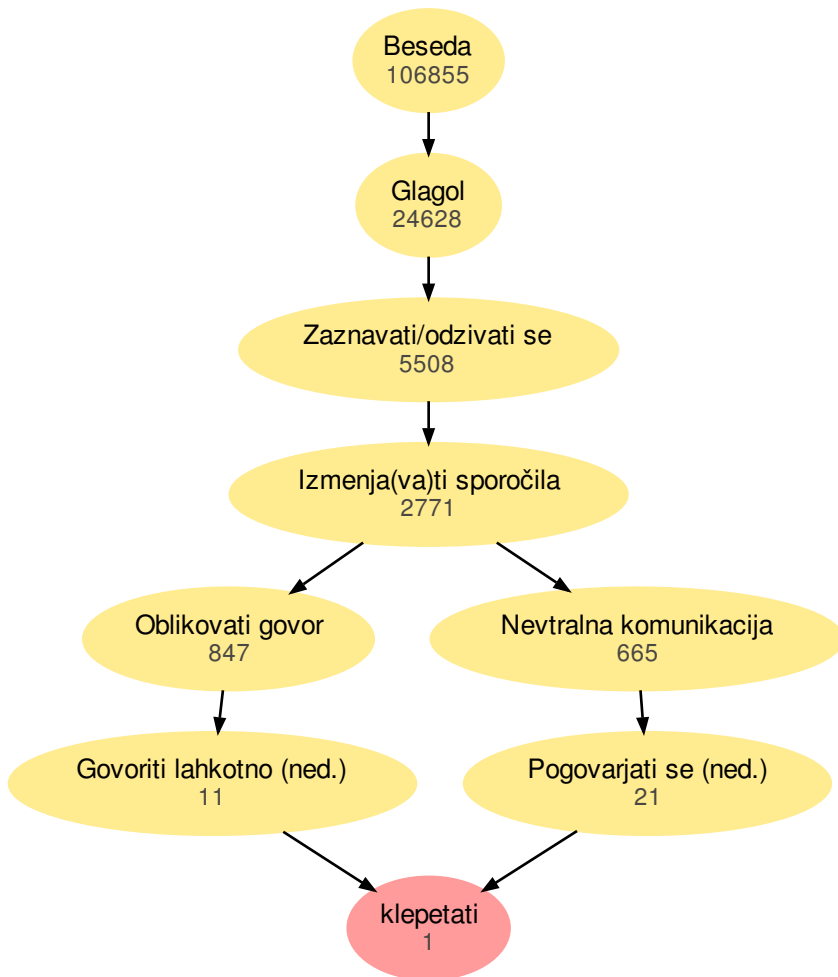 Beseda
106855
Glagol
24628
Zaznavati/odzivati se
5508
Izmenja(va)ti sporočila
2771
Oblikovati govor
847
Nevtralna komunikacija
665
Govoriti lahkotno (ned.)
11
Pogovarjati se (ned.)
21
klepetati
1